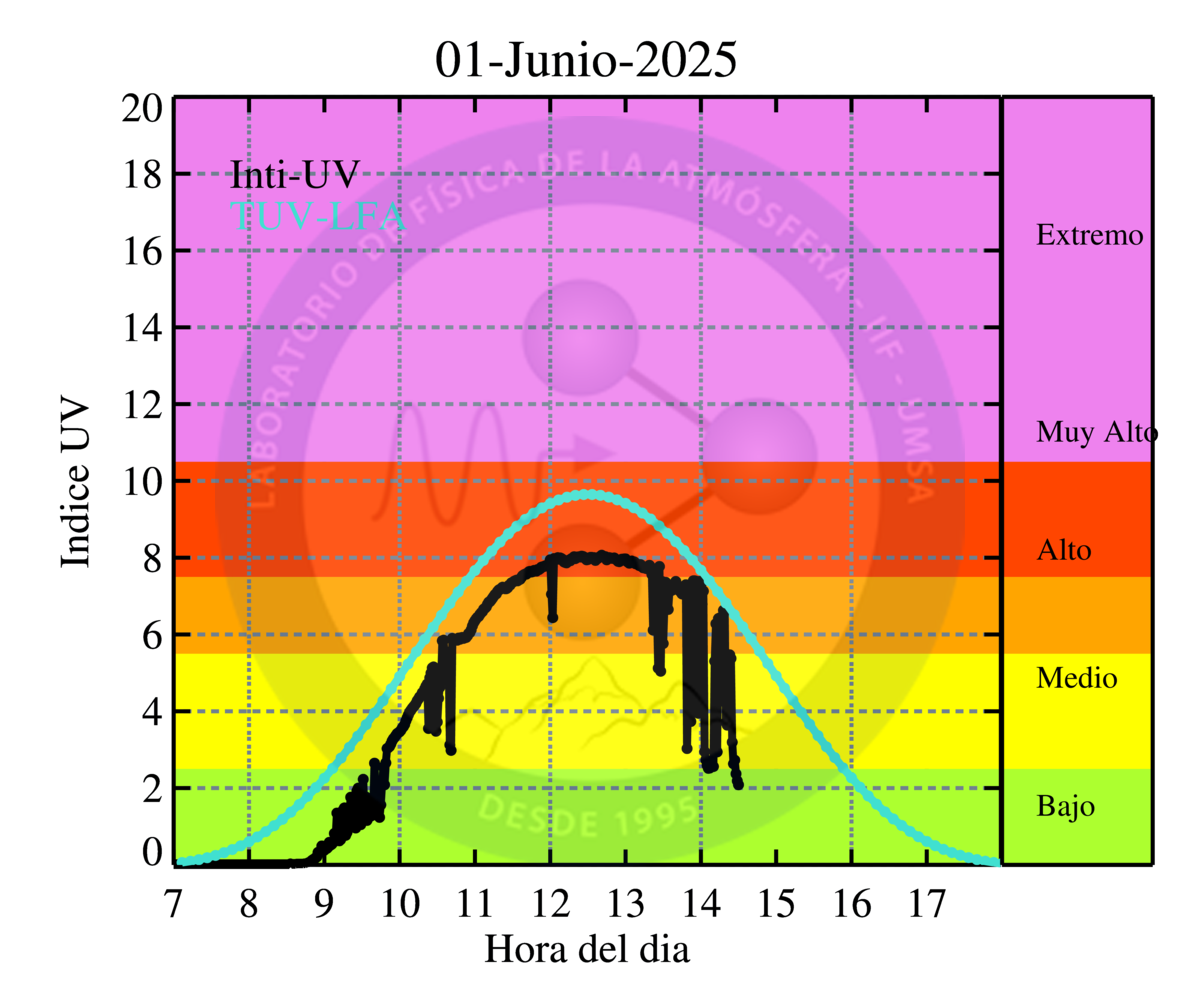 01-Junio-2025
20
18
16
14
12
10
8
6
4
2
0
Indice UV
Inti-UV
TUV-LFA
LABORATORIO DE FÍSICA DE LA ATMÓSFERA - IIF - UMSA
DESDE 1995
Extremo
Muy Alto
Alto
Medio
Bajo
7 8 9 10 11 12 13 14 15 16 17
Hora del dia